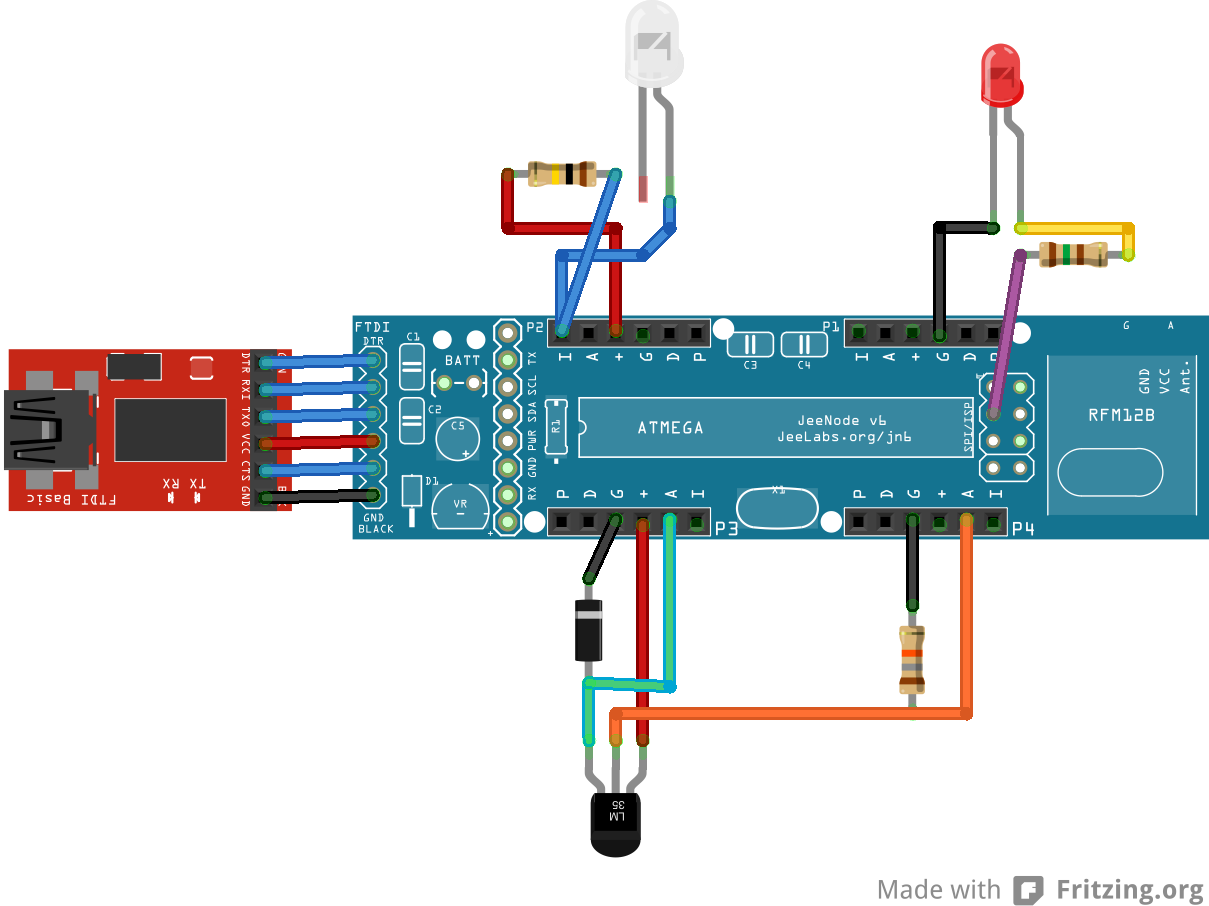 FTDI
DTR
C1
BATT
C2
C5
D1
VR
GND
BLACK
+
P2
TX
SCL
SDA
PWR
GND
RX
I A + G D P
C3
C4
P1
I A + G D P
G A
GND
VCC
Ant.
RFM12B
R1
ATMEGA
JeeNode v6
JeeLabs.org/jn6
SPI/ISP
P D G + A I
P3
X1
P D G + A I
P4
DTR
RXI
TXO
VCC
CTS
GND
TX RX
FTDI Basic
LM
35
Made with Fritzing.org